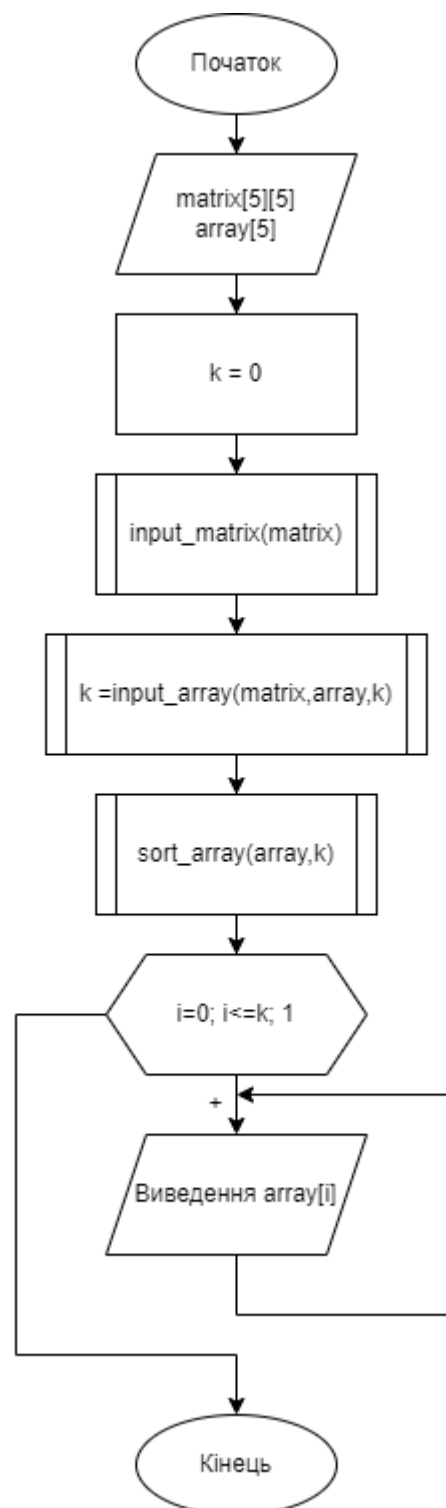 Початок
matrix[5][5]
array[5]
k = 0
input_matrix(matrix)
k =input_array(matrix,array,k)
sort_array(array,k)
i=0; i<=k; 1
+
Виведення array[i]
Кінець